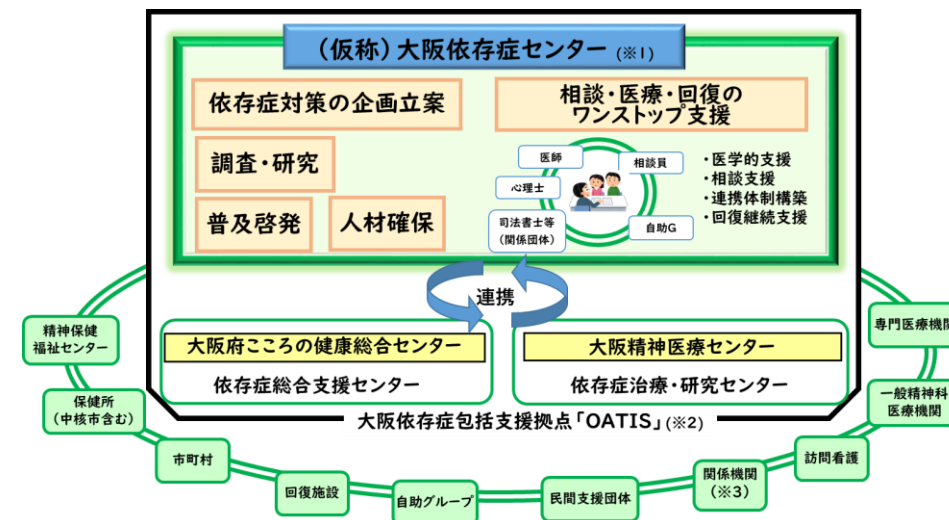 (仮称)大阪依存症センター (※1)
依存症対策の企画立案
相談・医療・回復の
ワンストップ支援
調査・研究
普及啓発
人材確保
医師
相談員
心理士
司法書士等
(関係団体)
自助G
・医学的支援
・相談支援
・連携体制構築
・回復継続支援
連携
大阪府こころの健康総合センター
依存症総合支援センター
大阪精神医療センター
依存症治療・研究センター
大阪依存症包括支援拠点「OATIS」(※2)
精神保健
福祉センター
保健所
(中核市含む)
市町村
回復施設
自助グループ
民間支援団体
関係機関
(※3)
訪問看護
一般精神科
医療機関
専門医療機関